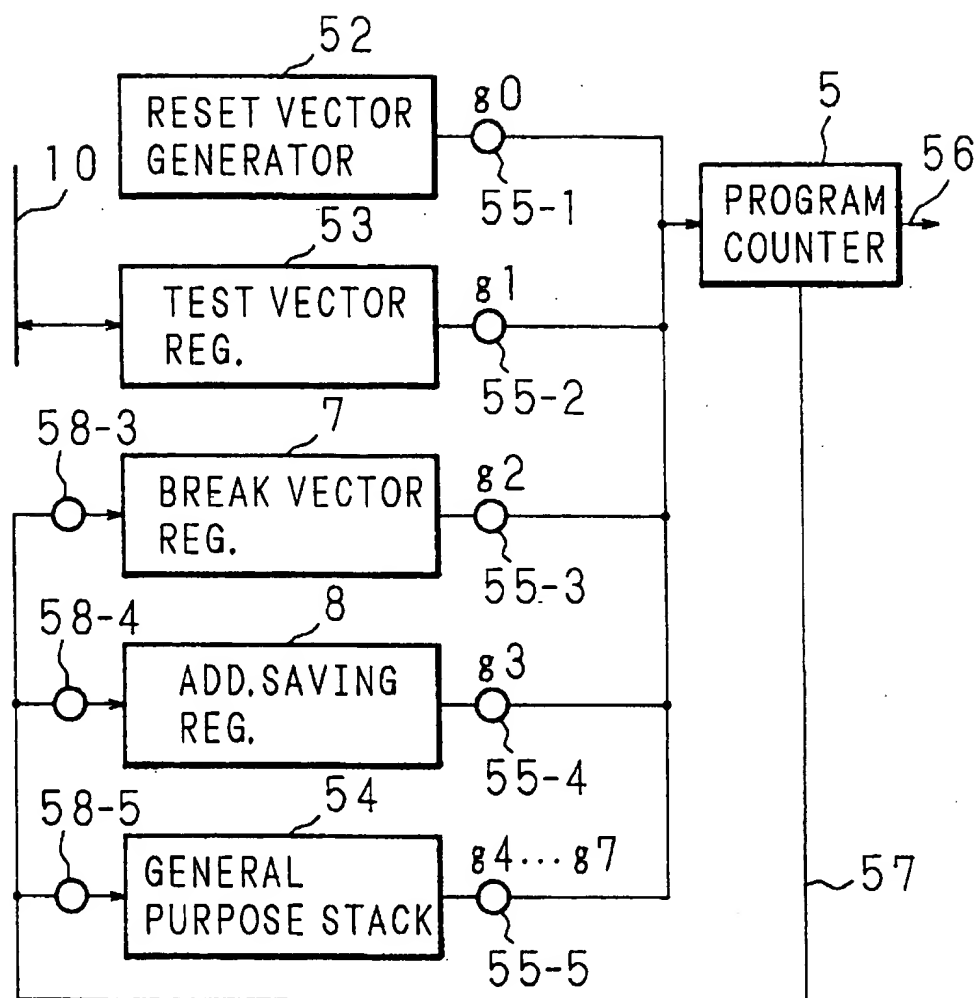 52
RESET VECTOR
GENERATOR
g0
55-1
10
5
PROGRAM
COUNTER
56
53
TEST VECTOR
REG.
g1
55-2
58-3
7
BREAK VECTOR
REG.
g2
55-3
58-4
8
ADD.SAVING
REG.
g3
55-4
58-5
54
GENERAL
PURPOSE STACK
g4...g7
55-5
57